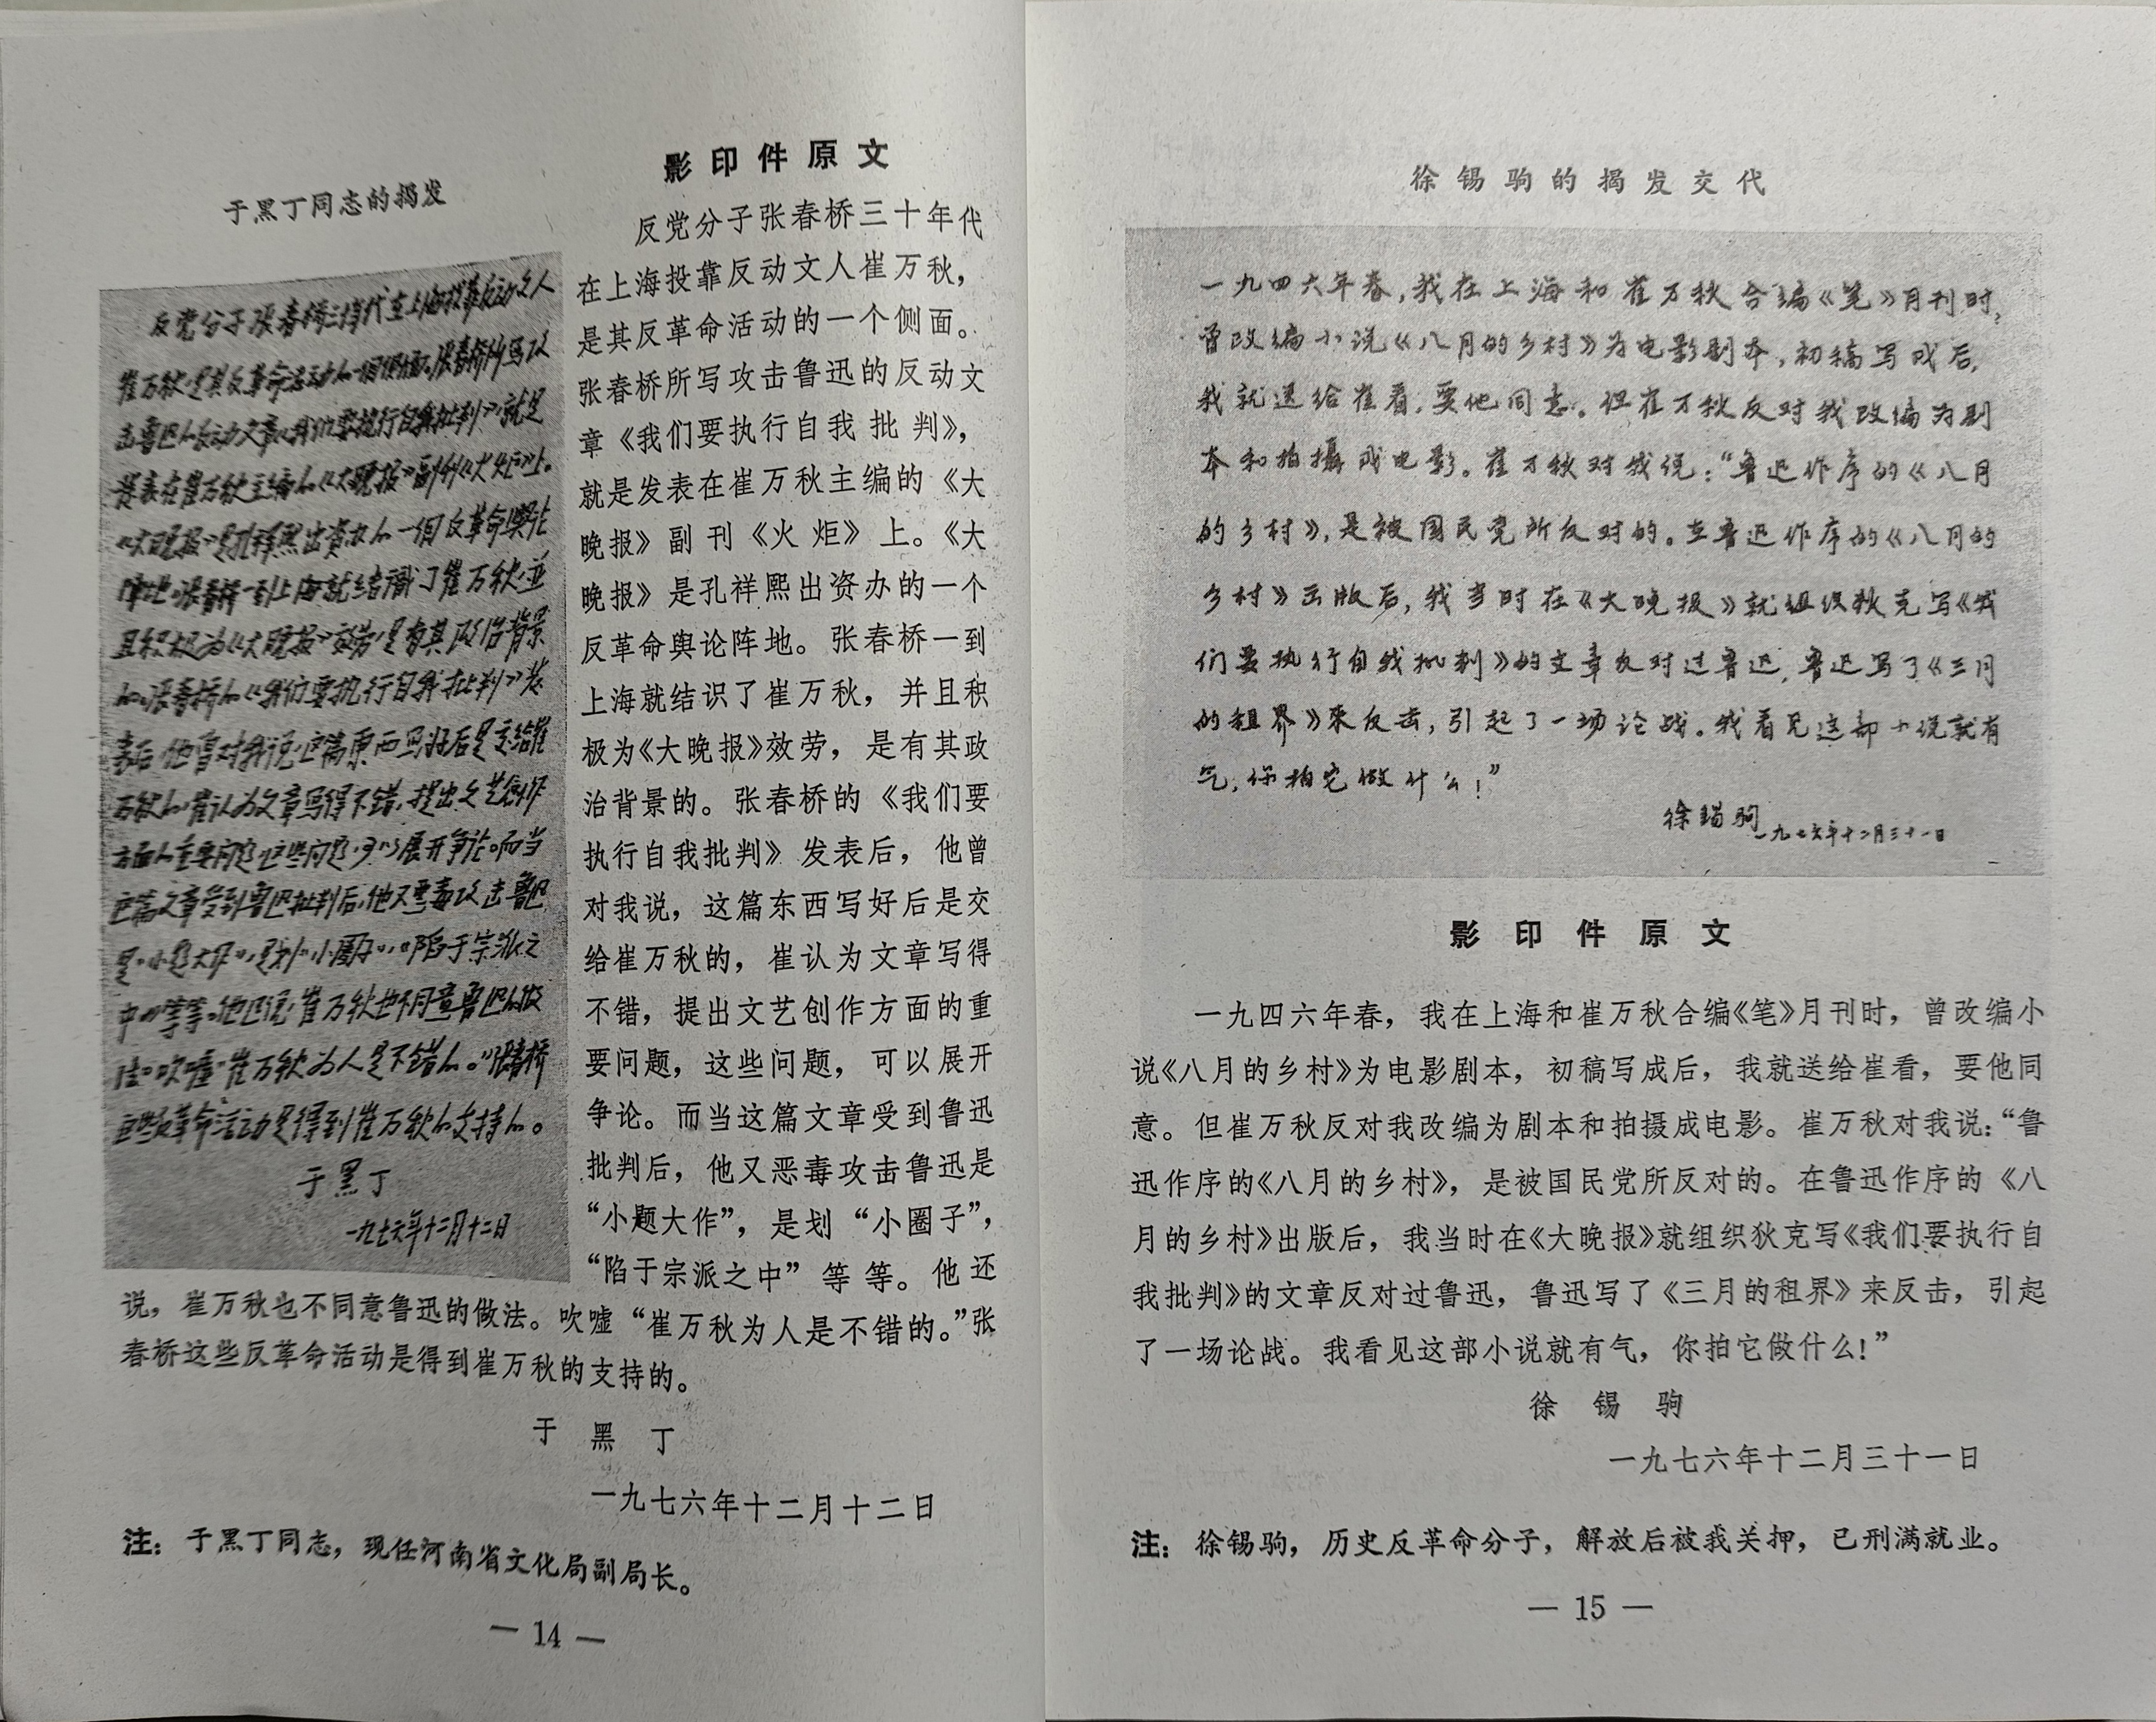 于黑丁同志的揭发
反党分子张春桥三十年代在上海投靠反动文人
崔万秋，是其反革命活动的一个侧面。张春桥所写攻
击鲁迅的反动文章《我们要执行自我批判》，就是
发表在崔万秋主编的《大晚报》副刊《火炬》上。
《大晚报》是孔祥熙出资办的一个反革命舆论
阵地。张春桥一到上海就结识了崔万秋，并
且积极为《大晚报》效劳，是有其政治背景
的。张春桥的《我们要执行自我批判》发
表后，他曾对我说，这篇东西写好后是交给崔
万秋的，崔认为文章写得不错，提出文艺创作
方面的重要问题，这些问题，可以展开争论。而当
这篇文章受到鲁迅批判后，他又恶毒攻击鲁迅
是“小题大作”，是划“小圈子”，“陷于宗派之
中”等等。他还说，崔万秋也不同意鲁迅的做
法。吹嘘“崔万秋为人是不错的。”张春桥
这些反革命活动是得到崔万秋的支持的。
于黑丁
一九七六年十二月十二日
影印件原文
反党分子张春桥三十年代
在上海投靠反动文人崔万秋，
是其反革命活动的一个侧面。
张春桥所写攻击鲁迅的反动文
章《我们要执行自我批判》，
就是发表在崔万秋主编的《大
晚报》副刊《火炬》上。《大
晚报》是孔祥熙出资办的一个
反革命舆论阵地。张春桥一到
上海就结识了崔万秋，并且积
极为《大晚报》效劳，是有其政
治背景的。张春桥的《我们要
执行自我批判》发表后，他曾
对我说，这篇东西写好后是交
给崔万秋的，崔认为文章写得
不错，提出文艺创作方面的重
要问题，这些问题，可以展开
争论。而当这篇文章受到鲁迅
批判后，他又恶毒攻击鲁迅是
“小题大作”，是划“小圈子”，
“陷于宗派之中”等等。他还
说，崔万秋也不同意鲁迅的做法。吹嘘“崔万秋为人是不错的。”张
春桥这些反革命活动是得到崔万秋的支持的。
于黑丁
一九七六年十二月十二日
注：于黑丁同志，现任河南省文化局副局长。
— 14 —
徐锡驹的揭发交代
一九四六年春，我在上海和崔万秋合编《笔》月刊时，
曾改编小说《八月的乡村》为电影剧本，初稿写成后，
我就送给崔看，要他同意。但崔万秋反对我改编为剧
本和拍摄成电影。崔万秋对我说：“鲁迅作序的《八月
的乡村》，是被国民党所反对的。在鲁迅作序的《八月的
乡村》出版后，我当时在《大晚报》就组织狄克写《我
们要执行自我批判》的文章反对过鲁迅，鲁迅写了《三月
的租界》来反击，引起了一场论战。我看见这部小说就有
气，你拍它做什么！”
徐锡驹
一九七六年十二月三十一日
影印件原文
一九四六年春，我在上海和崔万秋合编《笔》月刊时，曾改编小
说《八月的乡村》为电影剧本，初稿写成后，我就送给崔看，要他同
意。但崔万秋反对我改编为剧本和拍摄成电影。崔万秋对我说：“鲁
迅作序的《八月的乡村》，是被国民党所反对的。在鲁迅作序的《八
月的乡村》出版后，我当时在《大晚报》就组织狄克写《我们要执行自
我批判》的文章反对过鲁迅，鲁迅写了《三月的租界》来反击，引起
了一场论战。我看见这部小说就有气，你拍它做什么！”
徐锡驹
一九七六年十二月三十一日
注：徐锡驹，历史反革命分子，解放后被我关押，已刑满就业。
— 15 —